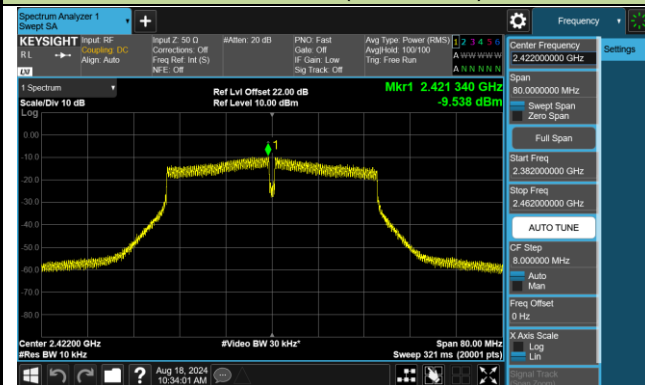 Spectrum Analyzer 1
Swept SA
+
Frequency
KEYSIGHT
RL
LXI
Input: RF
Coupling: DC
Align: Auto
Input Z: 50 Ω
Corrections: Off
Freq Ref: Int (S)
NFE: Off
#Atten: 20 dB
PNO: Fast
Gate: Off
IF Gain: Low
Sig Track: Off
Avg Type: Power (RMS)
Avg|Hold: 100/100
Trig: Free Run
1 2 3 4 5 6
A W W W W W
A N N N N N
1 Spectrum
Scale/Div 10 dB
Log
Ref Lvl Offset 22.00 dB
Ref Level 10.00 dBm
Mkr1 2.421 340 GHz
-9.538 dBm
0.00
-10.0
-20.0
-30.0
-40.0
-50.0
-60.0
-70.0
-80.0
1
Center 2.42200 GHz
#Res BW 10 kHz
#Video BW 30 kHz*
Span 80.00 MHz
Sweep 321 ms (20001 pts)
Center Frequency
2.422000000 GHz
Span
80.0000000 MHz
Swept Span
Zero Span
Full Span
Start Freq
2.382000000 GHz
Stop Freq
2.462000000 GHz
AUTO TUNE
CF Step
8.000000 MHz
Auto
Man
Freq Offset
0 Hz
X Axis Scale
Log
Lin
Signal Track
(Span Zoom)
Settings
?
Aug 18, 2024
10:34:01 AM